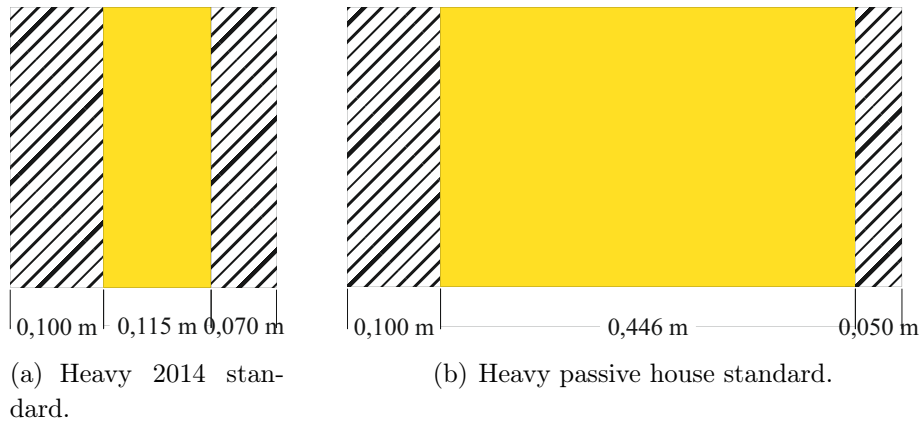 0,100 m 0,115 m 0,070 m
0,100 m 0,446 m 0,050 m
(a) Heavy 2014 stan-
dard.
(b) Heavy passive house standard.